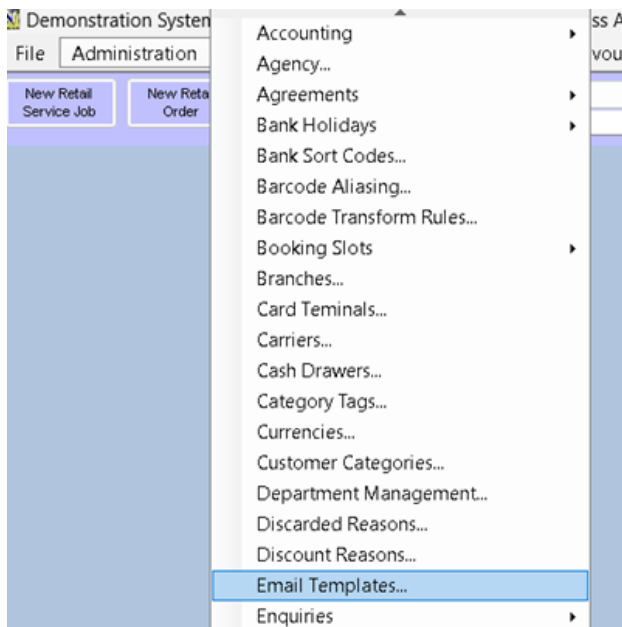 Demonstration System
ss A
File Administration
vou
New Retail
Service Job
New Reta
Order
Accounting
Agency...
Agreements
Bank Holidays
Bank Sort Codes...
Barcode Aliasing...
Barcode Transform Rules...
Booking Slots
Branches...
Card Teminals...
Carriers...
Cash Drawers...
Category Tags...
Currencies...
Customer Categories...
Department Management...
Discarded Reasons...
Discount Reasons...
Email Templates...
Enquiries